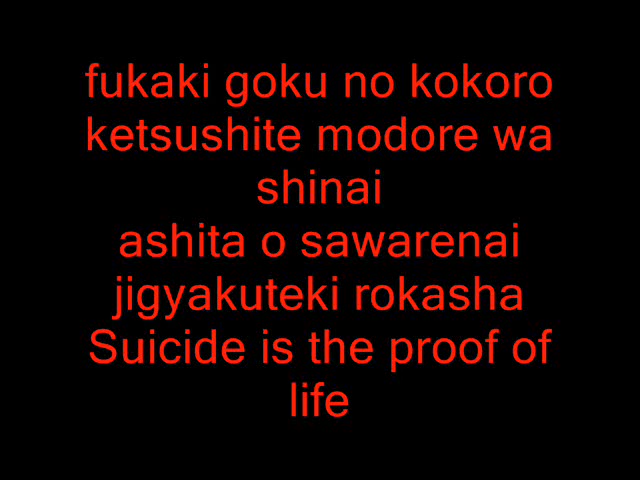 fukaki goku no kokoro
ketsushite modore wa
shinai
ashita o sawarenai
jigyakuteki rokasha
Suicide is the proof of
life